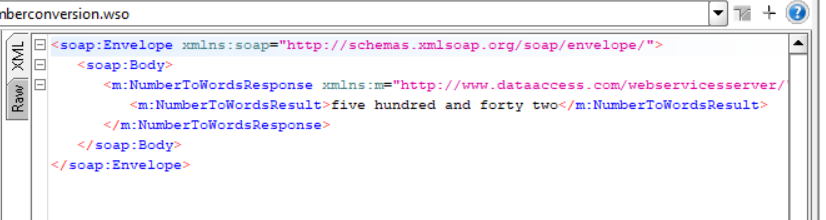 mberconversion.wso
XML
Raw
<soap:Envelope xmlns:soap="http://schemas.xmlsoap.org/soap/envelope/">
<soap:Body>
<m:NumberToWordsResponse xmlns:m="http://www.dataaccess.com/webservicesserver/"
<m:NumberToWordsResult>five hundred and forty two</m:NumberToWordsResult>
</m:NumberToWordsResponse>
</soap:Body>
</soap:Envelope>